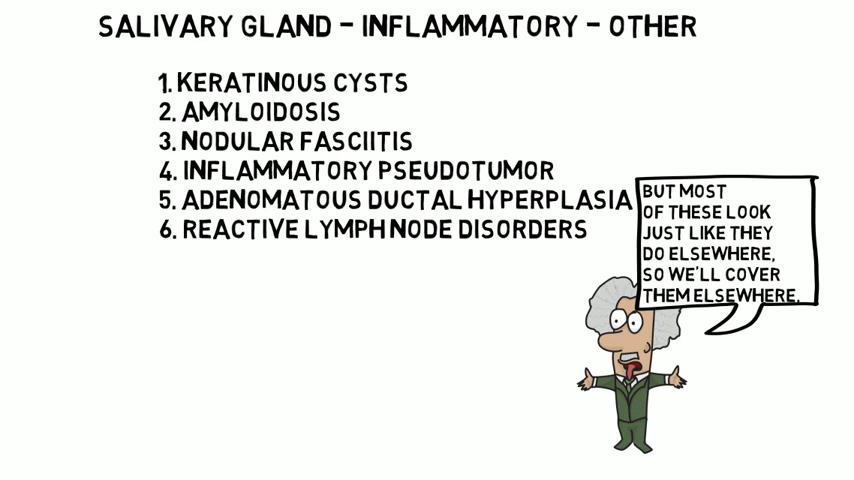 SALIVARY GLAND - INFLAMMATORY - OTHER
1. KERATINOUS CYSTS
2. AMYLOIDOSIS
3. NODULAR FASCIITIS
4. INFLAMMATORY PSEUDOTUMOR
5. ADENOMATOUS DUCTAL HYPERPLASIA
6. REACTIVE LYMPH NODE DISORDERS
BUT MOST
OF THESE LOOK
JUST LIKE THEY
DO ELSEWHERE,
SO WE'LL COVER
THEM ELSEWHERE.